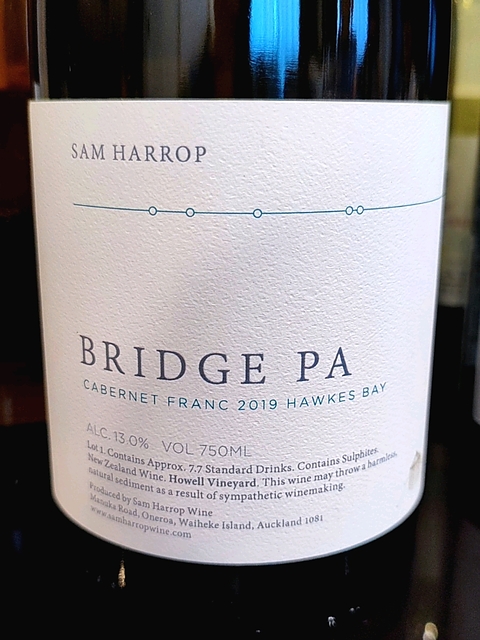 SAM HARROP
BRIDGE PA
CABERNET FRANC 2019 HAWKES BAY
ALC. 13.0% VOL 750ML
Lot 1. Contains Approx. 7.7 Standard Drinks. Contains Sulphites.
New Zealand Wine. Howell Vineyard. This wine may throw a harmless,
natural sediment as a result of sympathetic winemaking.
Produced by Sam Harrop Wine
Manuka Road, Oneroa, Waiheke Island, Auckland 1081
www.samharropwine.com